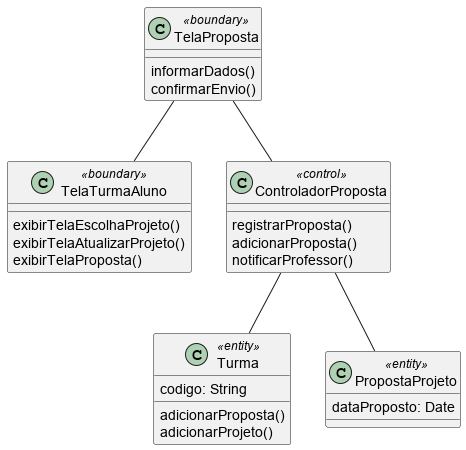 «boundary»
C TelaProposta
informarDados()
confirmarEnvio()
«boundary»
C TelaTurmaAluno
exibirTelaEscolhaProjeto()
exibirTelaAtualizarProjeto()
exibirTelaProposta()
«control»
C ControladorProposta
registrarProposta()
adicionarProposta()
notificarProfessor()
«entity»
C Turma
codigo: String
adicionarProposta()
adicionarProjeto()
«entity»
C PropostaProjeto
dataProposto: Date